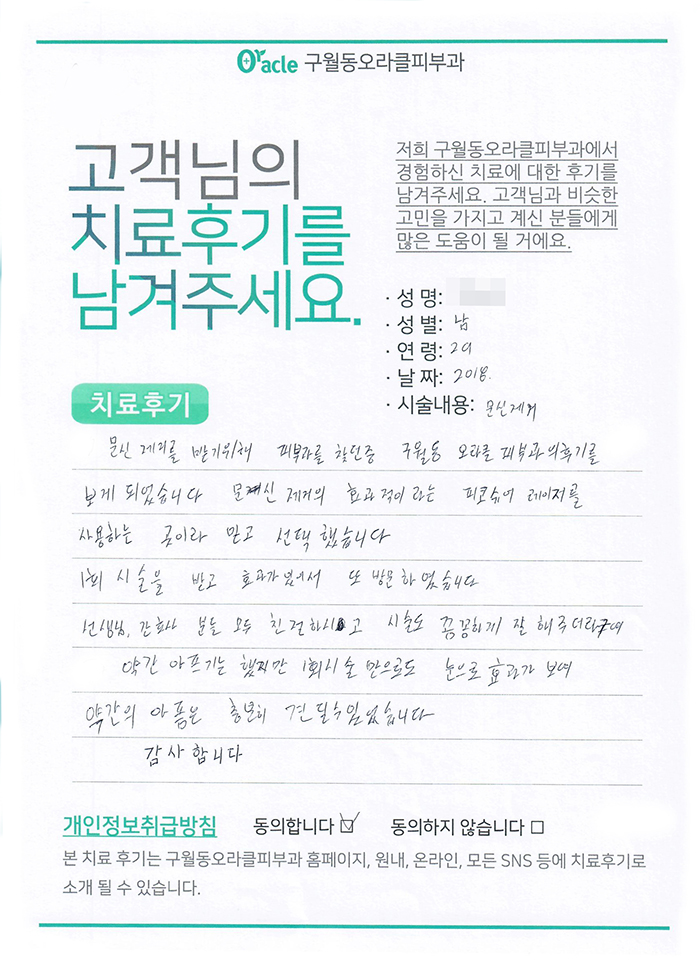 Oracle 구월동오라클피부과
고객님의
치료후기를
남겨주세요.
저희 구월동오라클피부과에서
경험하신 치료에 대한 후기를
남겨주세요. 고객님과 비슷한
고민을 가지고 계신 분들에게
많은 도움이 될 거에요.
· 성 명:
· 성 별: 남
· 연 령:
· 날 짜: 2018.
· 시술내용: 문신제거
치료후기
문신 제거를 받기위해 피부과를 찾던중 구월동 오라클 피부과의후기를
보게 되었습니다 문신 제거의 효과적이라는 피코슈어 레이저를
사용하는 곳이라 믿고 선택 했습니다
1회 시술을 받고 효과가 있어서 또 방문하였습니다
선생님, 간호사 분들 모두 친절하시고 시술도 꼼꼼하게 잘 해주더라구여
약간 아프기는 했지만 1회시술 만으로도 눈으로 효과가 보여
약간의 아픔은 충분히 견딜수있었습니다
감사합니다
개인정보취급방침 동의합니다 ☑ 동의하지 않습니다 □
본 치료 후기는 구월동오라클피부과 홈페이지, 원내, 온라인, 모든 SNS 등에 치료후기로
소개 될 수 있습니다.